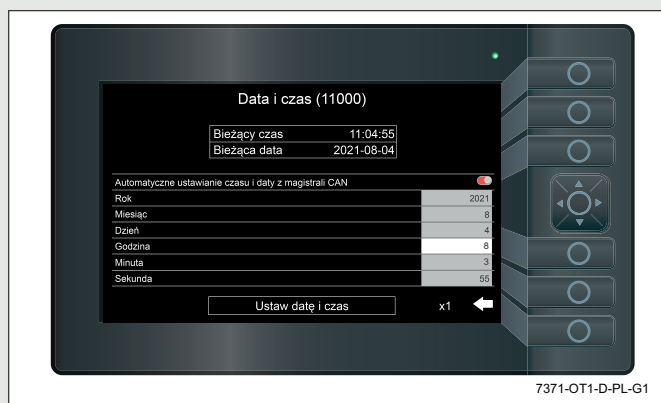 Data i czas (11000)
Bieżący czas 11:04:55
Bieżąca data 2021-08-04
Automatyczne ustawianie czasu i daty z magistrali CAN
Rok 2021
Miesiąc 8
Dzień 4
Godzina 8
Minuta 3
Sekunda 55
Ustaw datę i czas x1
7371-OT1-D-PL-G1